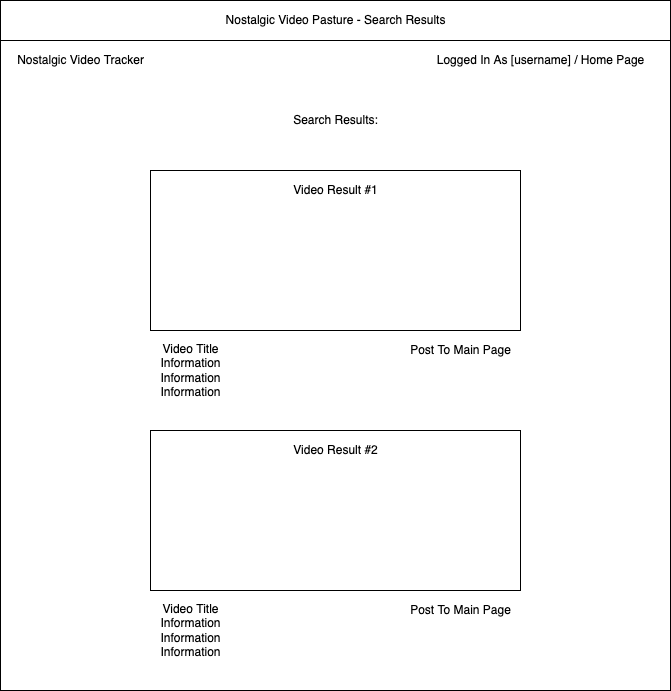 Nostalgic Video Pasture - Search Results
Nostalgic Video Tracker
Logged In As [username] / Home Page
Search Results:
Video Result #1
Video Title
Information
Information
Information
Post To Main Page
Video Result #2
Video Title
Information
Information
Information
Post To Main Page